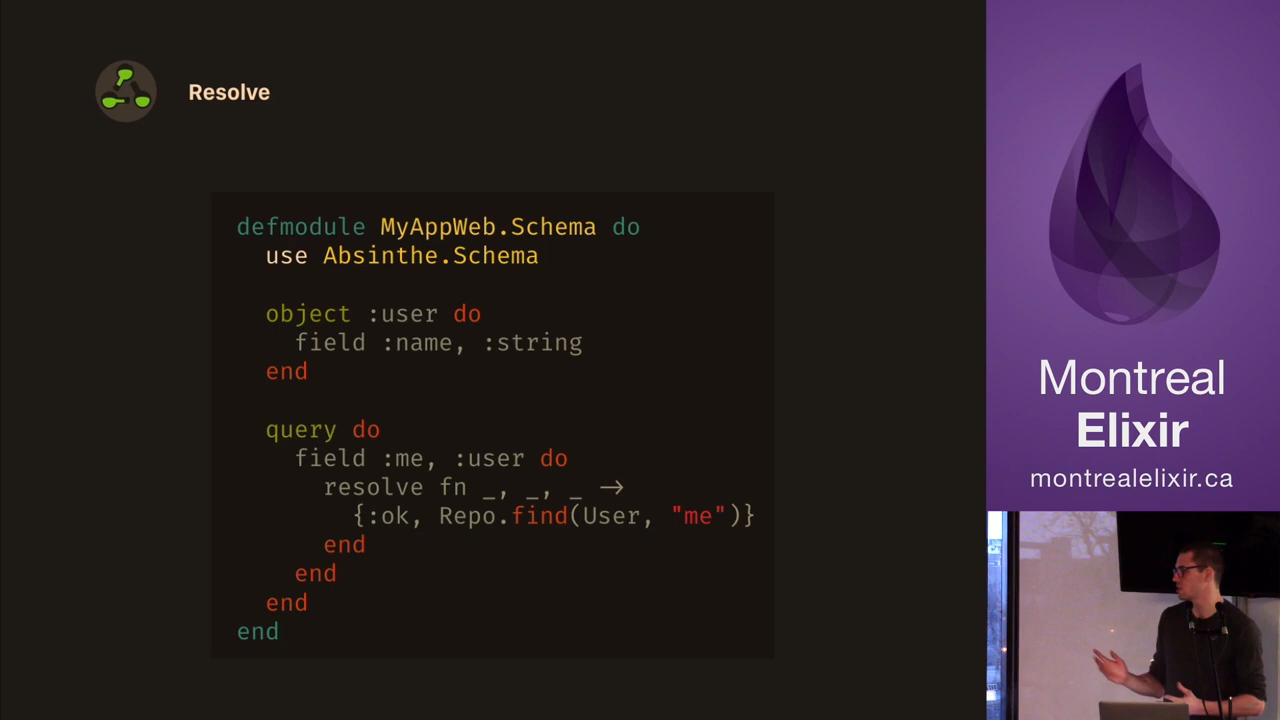 Resolve
defmodule MyAppWeb.Schema do
use Absinthe.Schema
object :user do
field :name, :string
end
query do
field :me, :user do
resolve fn _, _, _ ->
{:ok, Repo.find(User, "me")}
end
end
end
end
Montreal
Elixir
montrealelixir.ca